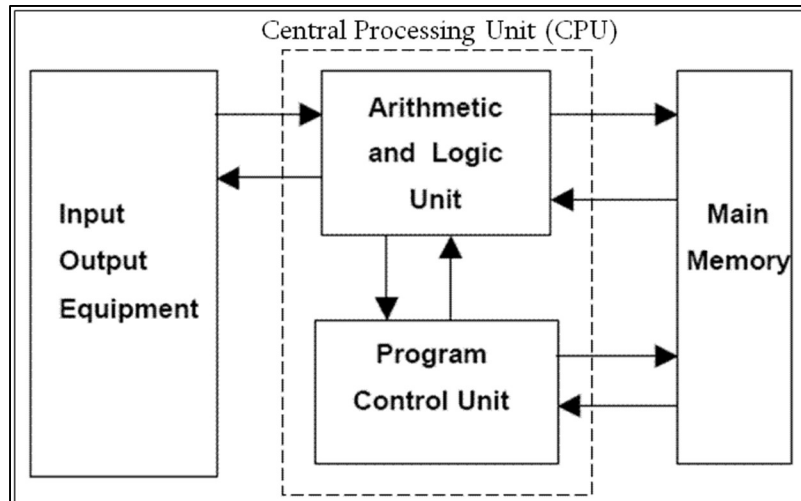 Central Processing Unit (CPU)
Input
Output
Equipment
Arithmetic
and Logic
Unit
Program
Control Unit
Main
Memory